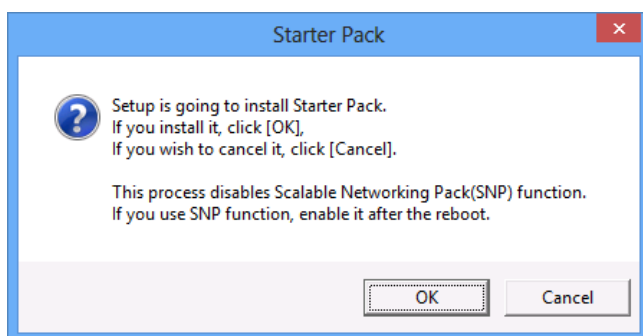 Starter Pack
Setup is going to install Starter Pack.
If you install it, click [OK],
If you wish to cancel it, click [Cancel].
This process disables Scalable Networking Pack(SNP) function.
If you use SNP function, enable it after the reboot.
OK
Cancel